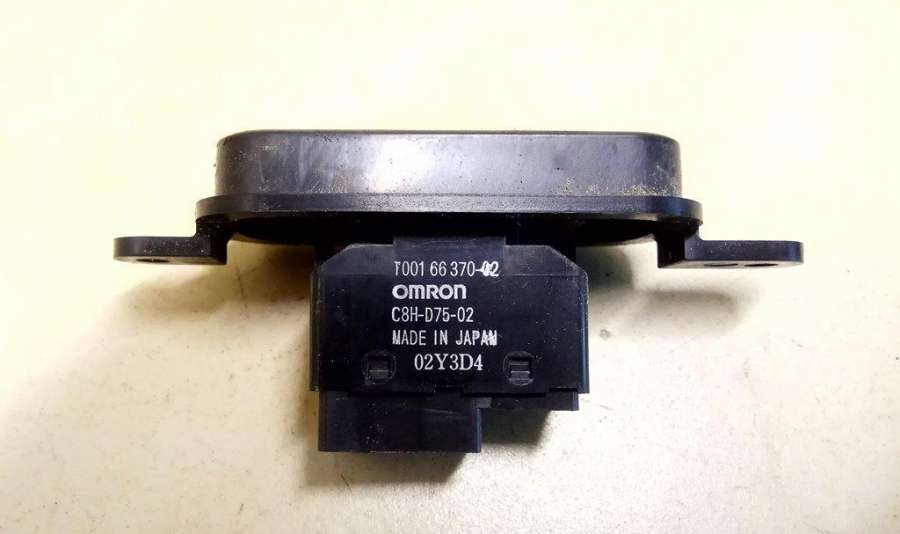 T001 66 370-02
OMRON
C8H-D75-02
MADE IN JAPAN
02Y3D4